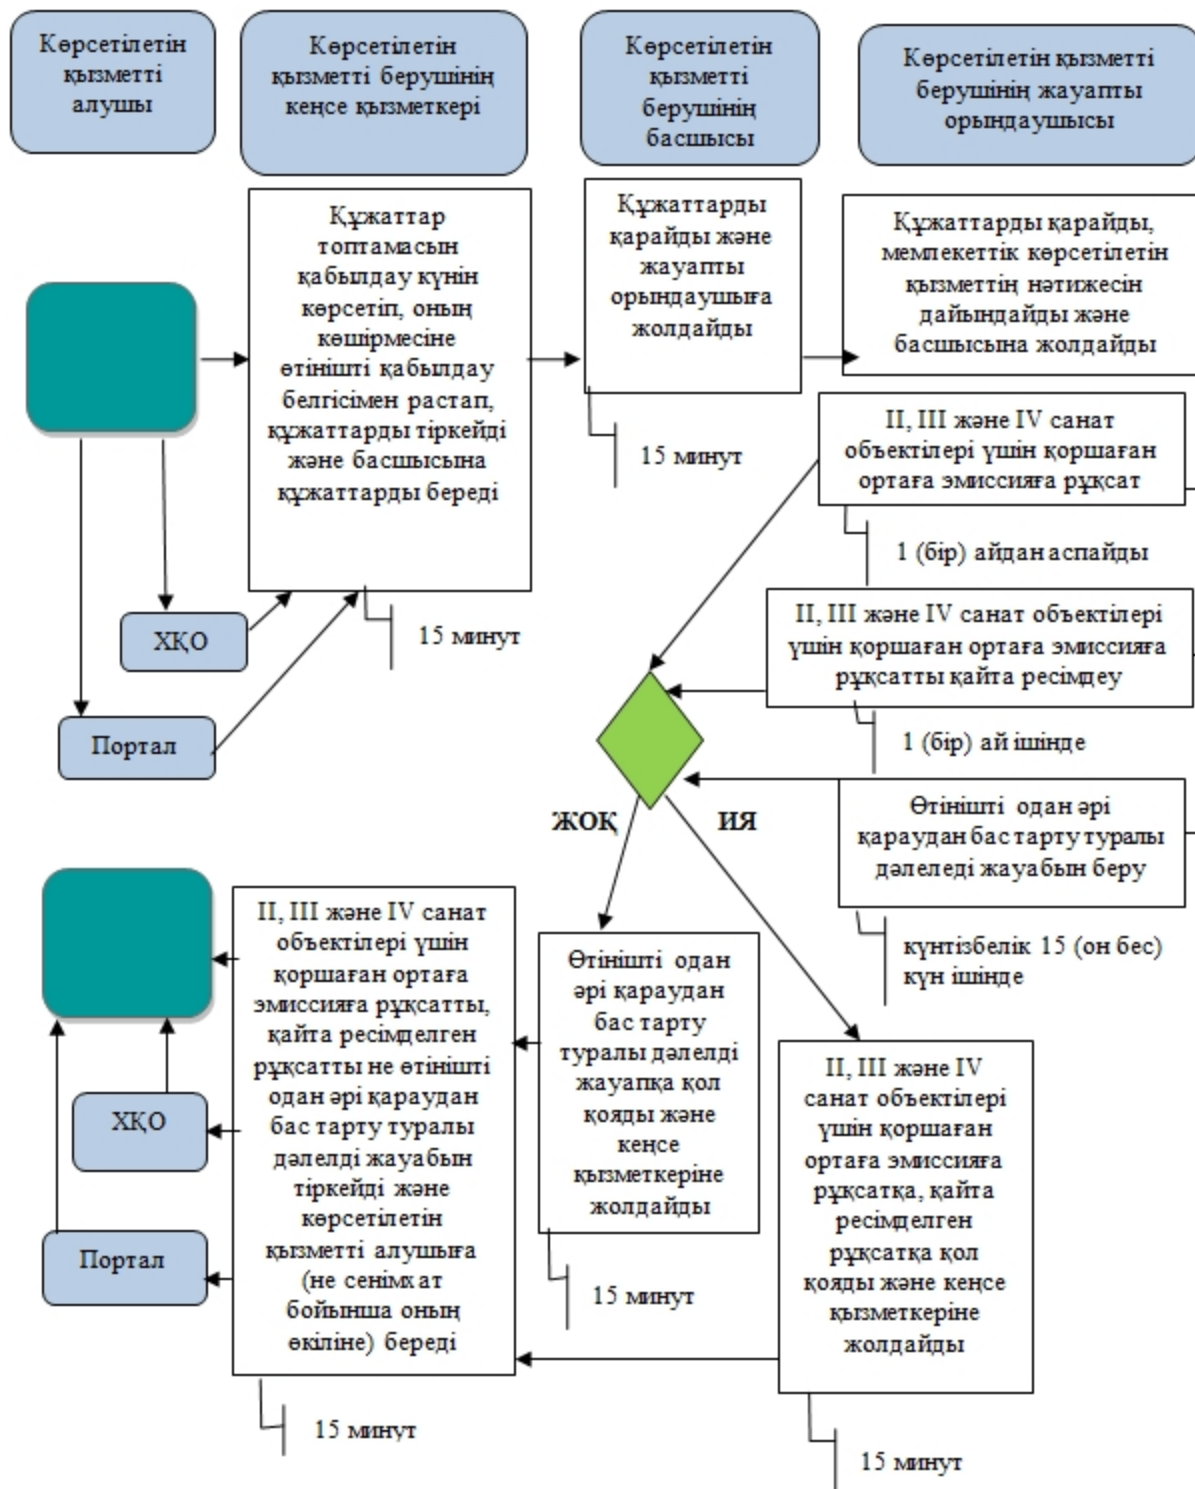 Көрсетілетін
қызметті
алушы
Көрсетілетін
қызметті берушінің
кеңсе қызметкері
Көрсетілетін
қызметті
берушінің
басшысы
Көрсетілетін қызметті
берушінің жауапты
орындаушысы
Құжаттар
топтамасын
қабылдау күнін
көрсетіп, оның
көшірмесіне
өтінішті қабылдау
белгісімен растап,
құжаттарды тіркейді
және басшысына
құжаттарды береді
15 минут
Құжаттарды
қарайды және
жауапты
орындаушыға
жолдайды
15 минут
Құжаттарды қарайды,
мемлекеттік көрсетілетін
қызметтің нәтижесін
дайындайды және
басшысына жолдайды
II, III және IV санат
объектілері үшін қоршаған
ортаға эмиссияға рұқсат
1 (бір) айдан аспайды
II, III және IV санат объектілері
үшін қоршаған ортаға эмиссияға
рұқсатты қайта ресімдеу
1 (бір) ай ішінде
Өтінішті одан әрі
қараудан бас тарту туралы
дәлеледі жауабын беру
күнтізбелік 15 (он бес)
күн ішінде
ХҚО
Портал
ЖОҚ
ИЯ
II, III және IV санат
объектілері үшін
қоршаған ортаға
эмиссияға рұқсатты,
қайта ресімделген
рұқсатты не өтінішті
одан әрі қараудан
бас тарту туралы
дәлелді жауабын
тіркейді және
көрсетілетін
қызметті алушыға
(не сенімхат
бойынша оның
өкіліне) береді
15 минут
Өтінішті одан
әрі қараудан
бас тарту
туралы дәлелді
жауапқа қол
қояды және
кеңсе
қызметкеріне
жолдайды
15 минут
II, III және IV
санат объектілері
үшін қоршаған
ортаға эмиссияға
рұқсатқа, қайта
ресімделген
рұқсатқа қол
қояды және кеңсе
қызметкеріне
жолдайды
15 минут
ХҚО
Портал